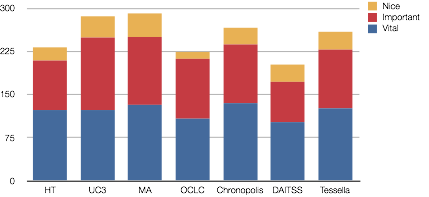 300
225
150
75
0
HT UC3 MA OCLC Chronopolis DAITSS Tessella
Nice
Important
Vital